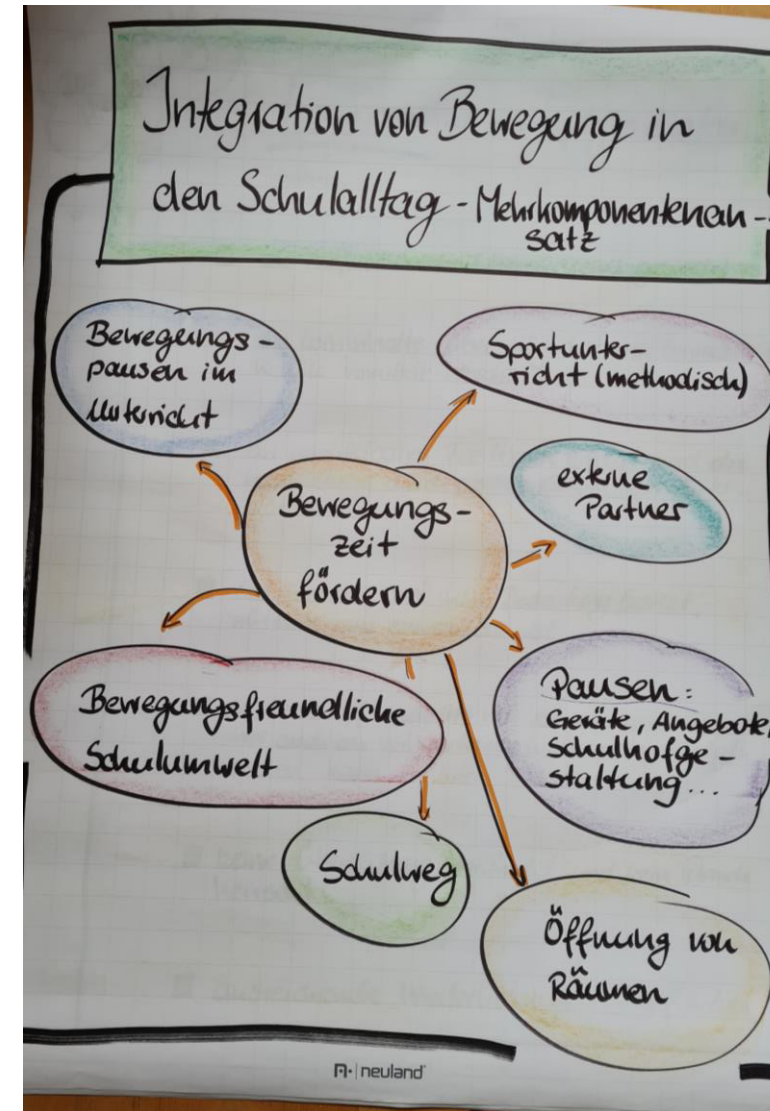 Integration von Bewegung in
den Schulalltag - Mehrkomponentenan-
satz
Bewegungs-
pausen im
Unterricht
Sportunter-
richt (methodisch)
externe
Partner
Bewegungs-
zeit
fördern
Bewegungsfreundliche
Schulumwelt
Pausen:
Geräte, Angebote,
Schulhofge-
staltung...
Schulweg
Öffnung von
Räumen
neuland